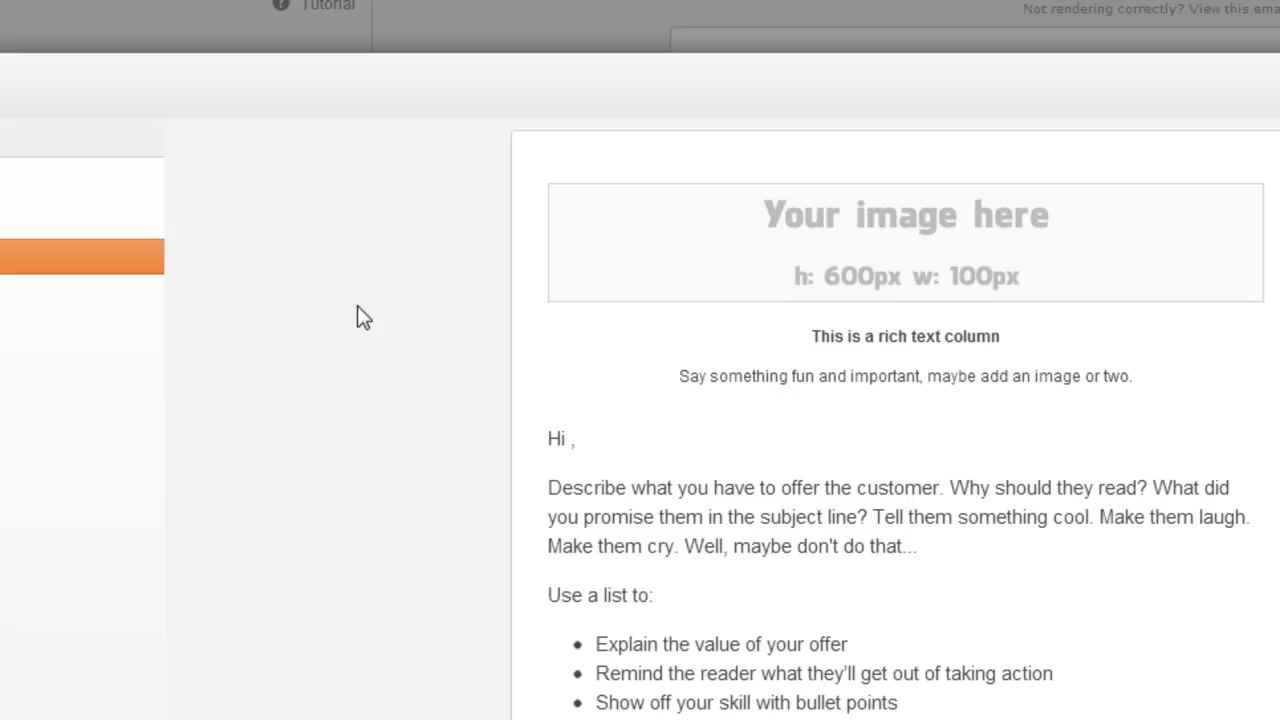 Tutorial
Not rendering correctly? View this
Your image here
h: 600px w: 100px
This is a rich text column
Say something fun and important, maybe add an image or two.
Hi ,
Describe what you have to offer the customer. Why should they read? What did
you promise them in the subject line? Tell them something cool. Make them laugh.
Make them cry. Well, maybe don't do that...
Use a list to:
• Explain the value of your offer
• Remind the reader what they'll get out of taking action
• Show off your skill with bullet points